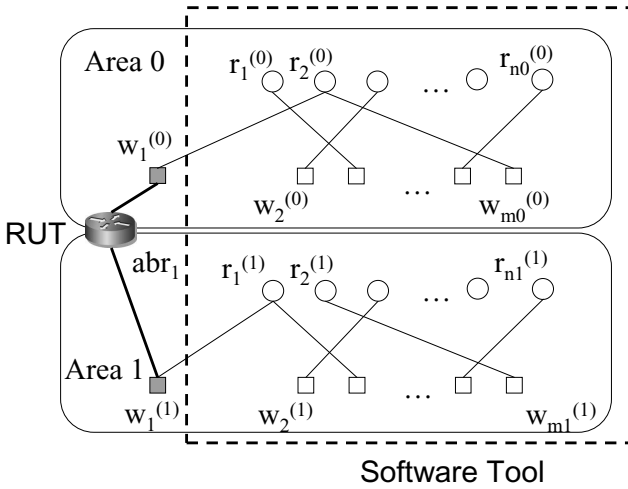 Area 0
r₁⁽⁰⁾ r₂⁽⁰⁾ rₙ₀⁽⁰⁾
...
w₁⁽⁰⁾
w₂⁽⁰⁾ ... wₘ₀⁽⁰⁾
RUT
abr₁
r₁⁽¹⁾ r₂⁽¹⁾ rₙ₁⁽¹⁾
...
Area 1
w₁⁽¹⁾ w₂⁽¹⁾ ... wₘ₁⁽¹⁾
Software Tool